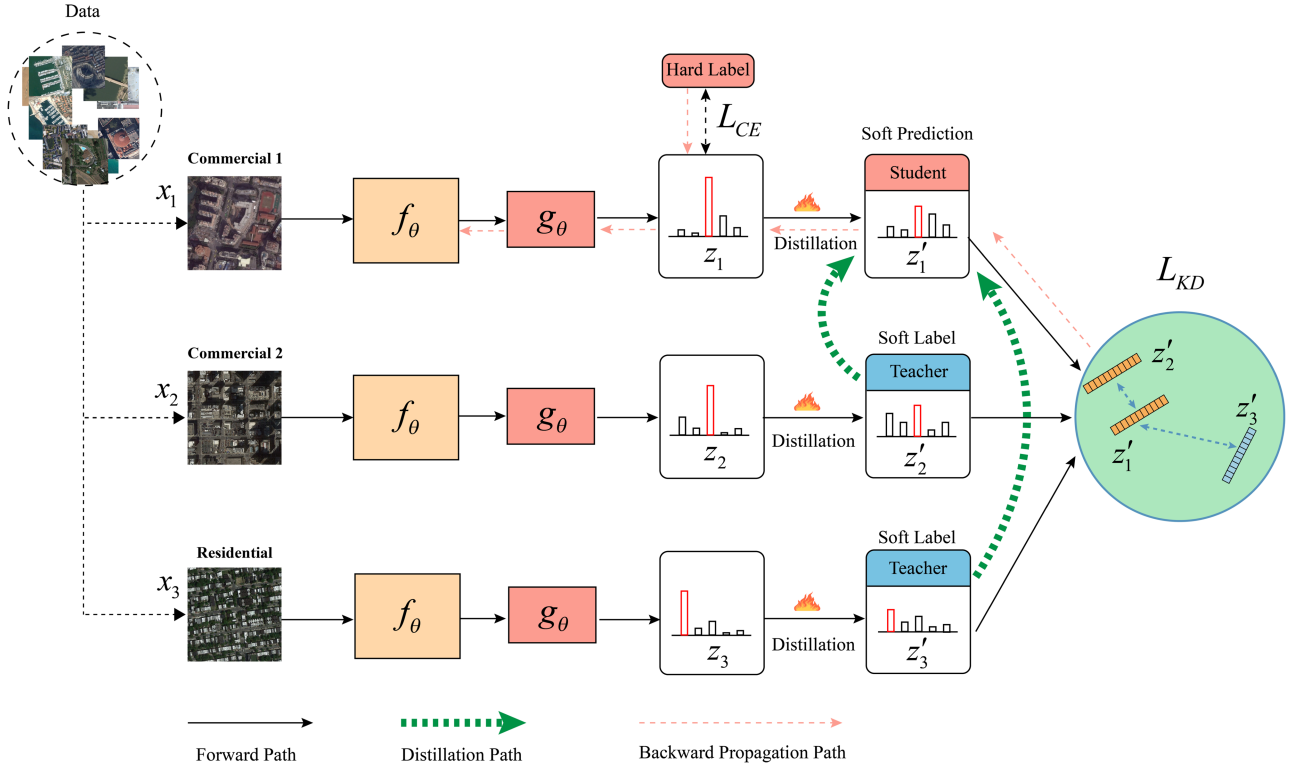 Data
Hard Label
L_CE
Soft Prediction
Commercial 1
x_1
f_θ
g_θ
z_1
Distillation
Student
z'_1
L_KD
Commercial 2
x_2
f_θ
g_θ
z_2
Distillation
Soft Label
Teacher
z'_2
z'_2
z'_1
z'_3
Residential
x_3
f_θ
g_θ
z_3
Distillation
Soft Label
Teacher
z'_3
Forward Path
Distillation Path
Backward Propagation Path